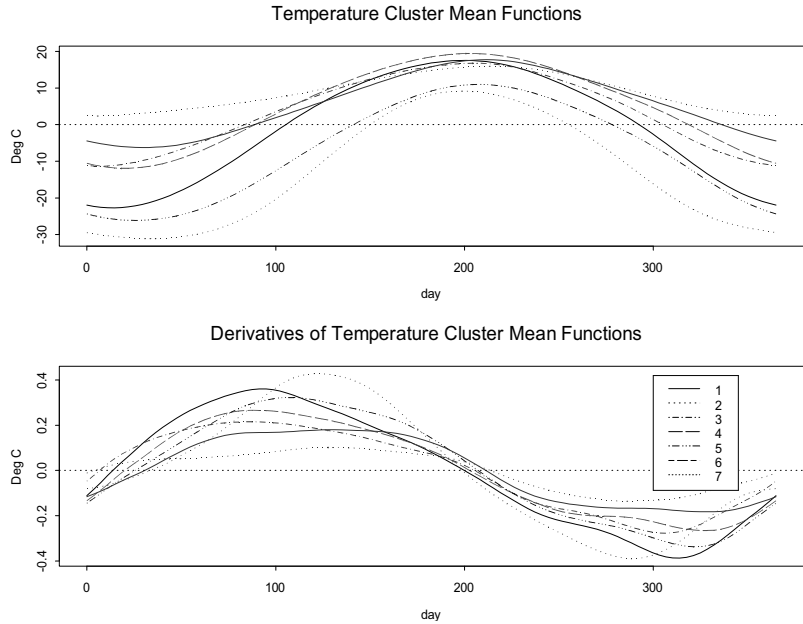 Temperature Cluster Mean Functions
20
10
0
-10
-20
-30
Deg C
0 100 200 300
day
Derivatives of Temperature Cluster Mean Functions
0.4
0.2
0.0
-0.2
-0.4
Deg C
1
2
3
4
5
6
7
0 100 200 300
day